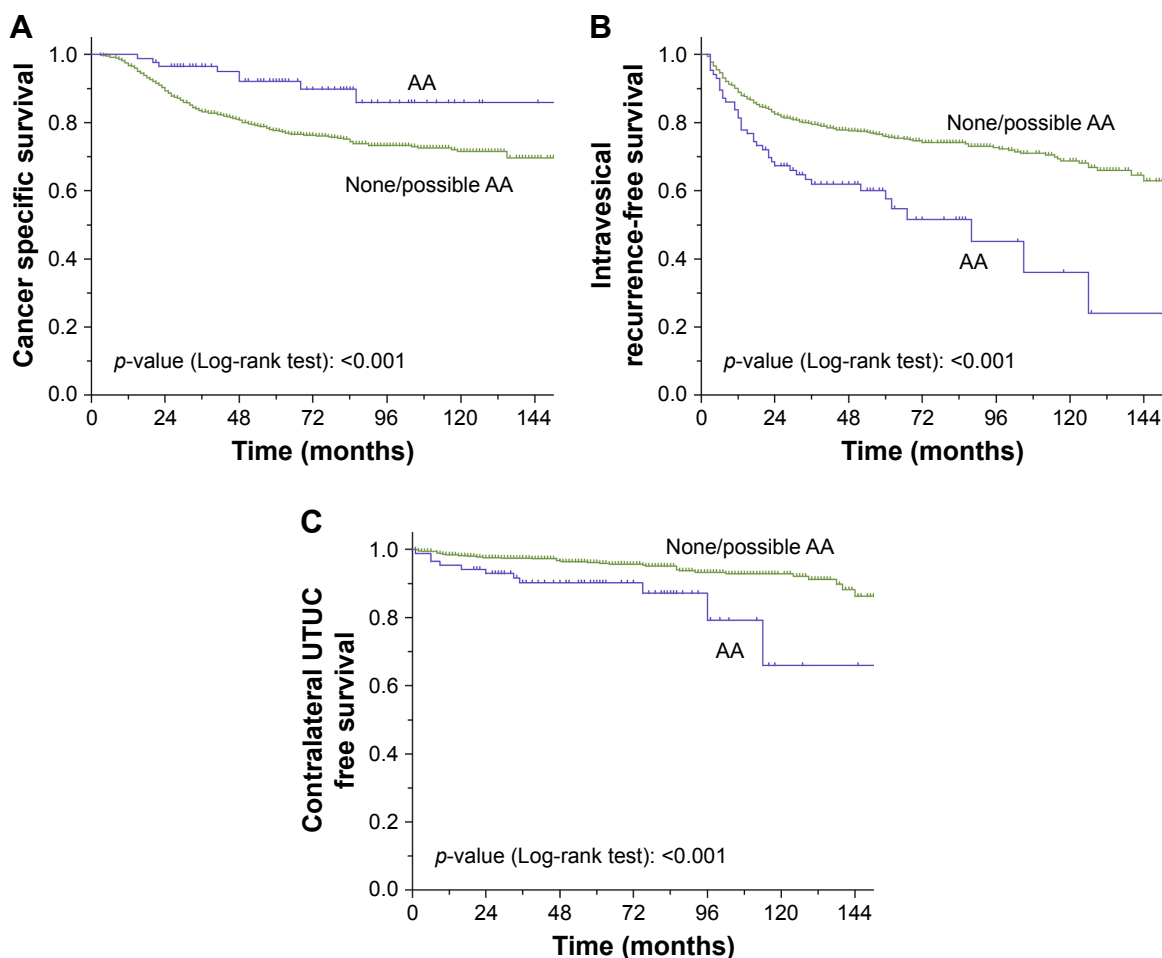 A
Cancer specific survival
1.0
0.8
0.6
0.4
0.2
0.0
AA
None/possible AA
p-value (Log-rank test): <0.001
0 24 48 72 96 120 144
Time (months)
B
Intravesical
recurrence-free survival
1.0
0.8
0.6
0.4
0.2
0.0
None/possible AA
AA
p-value (Log-rank test): <0.001
0 24 48 72 96 120 144
Time (months)
C
Contralateral UTUC
free survival
1.0
0.8
0.6
0.4
0.2
0.0
None/possible AA
AA
p-value (Log-rank test): <0.001
0 24 48 72 96 120 144
Time (months)